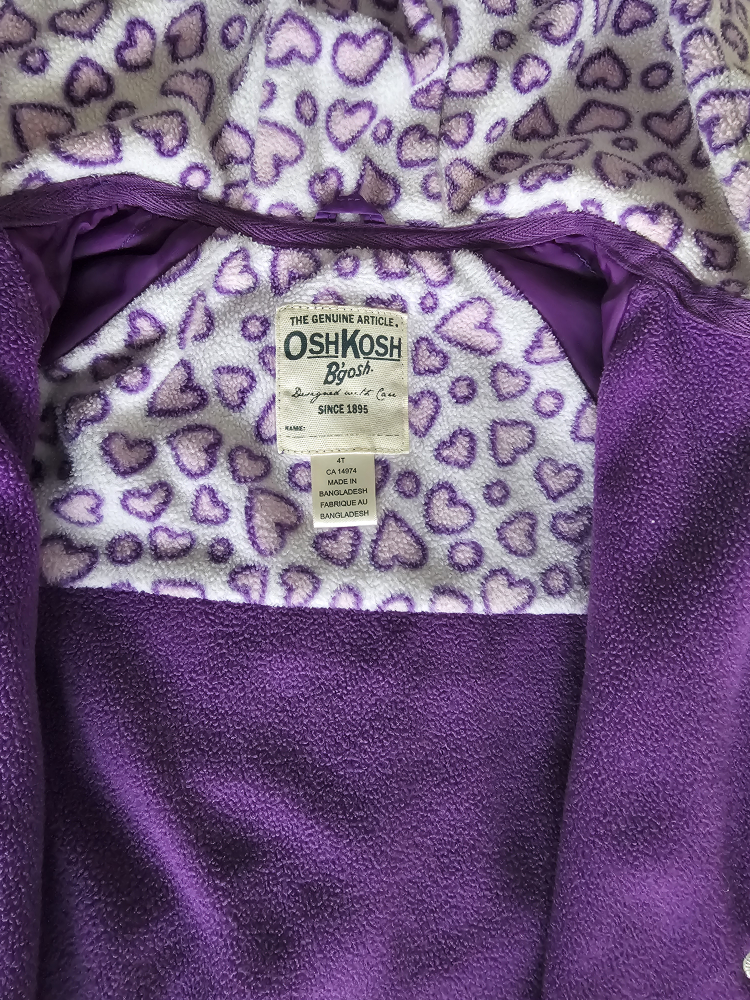 THE GENUINE ARTICLE.
OSHKOSH
B'gosh.
Designed with Care
SINCE 1895
NAME:
4T
CA 14974
MADE IN
BANGLADESH
FABRIQUE AU
BANGLADESH